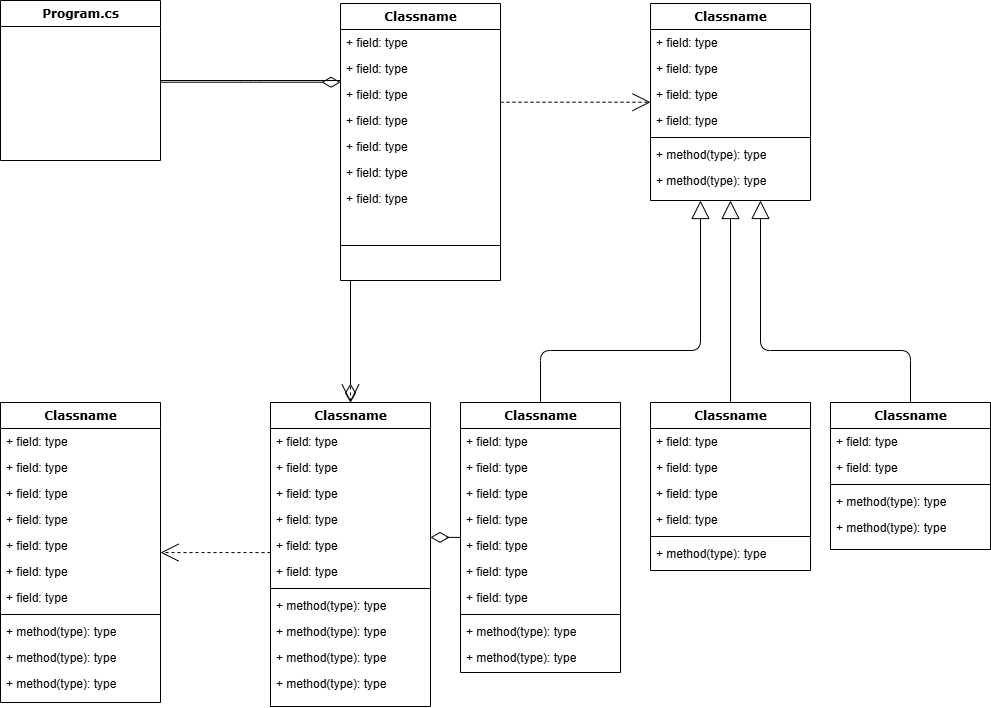 Program.cs
Classname
+ field: type
+ field: type
+ field: type
+ field: type
+ field: type
+ field: type
+ field: type
Classname
+ field: type
+ field: type
+ field: type
+ field: type
+ method(type): type
+ method(type): type
Classname
+ field: type
+ field: type
+ field: type
+ field: type
+ field: type
+ field: type
+ field: type
+ method(type): type
+ method(type): type
+ method(type): type
Classname
+ field: type
+ field: type
+ field: type
+ field: type
+ field: type
+ field: type
+ method(type): type
+ method(type): type
+ method(type): type
+ method(type): type
Classname
+ field: type
+ field: type
+ field: type
+ field: type
+ field: type
+ field: type
+ field: type
+ method(type): type
+ method(type): type
Classname
+ field: type
+ field: type
+ field: type
+ field: type
+ method(type): type
Classname
+ field: type
+ field: type
+ method(type): type
+ method(type): type